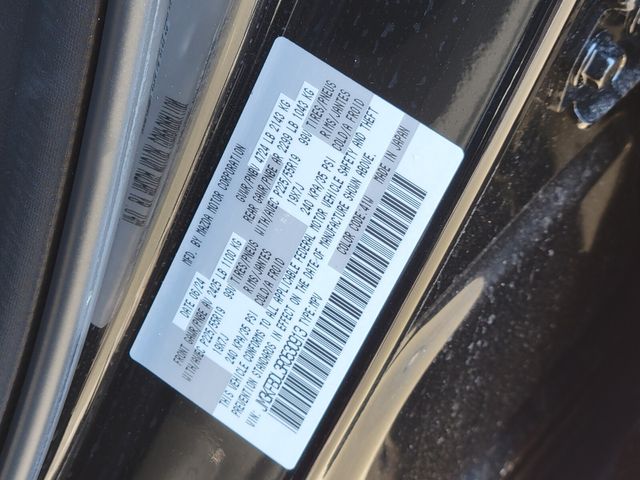 MFD. BY MAZDA MOTOR CORPORATION
DATE 06/24 GVWR/PNBV 4724 LB 2143 KG
FRONT GAWR/PNBE AV 2425 LB 1100 KG REAR GAWR/PNBE AR 2299 LB 1043 KG
WITH/AVEC P225/55R19 99V TIRES/PNEUS WITH/AVEC P225/55R19 99V TIRES/PNEUS
19X7J RIMS/JANTES 19X7J RIMS/JANTES
240 KPA/35 PSI COLD/A FROID 240 KPA/35 PSI COLD/A FROID
THIS VEHICLE CONFORMS TO ALL APPLICABLE FEDERAL MOTOR VEHICLE SAFETY AND THEFT
PREVENTION STANDARDS IN EFFECT ON THE DATE OF MANUFACTURE SHOWN ABOVE.
VIN: TYPE:MPV COLOR CODE:41W MADE IN JAPAN